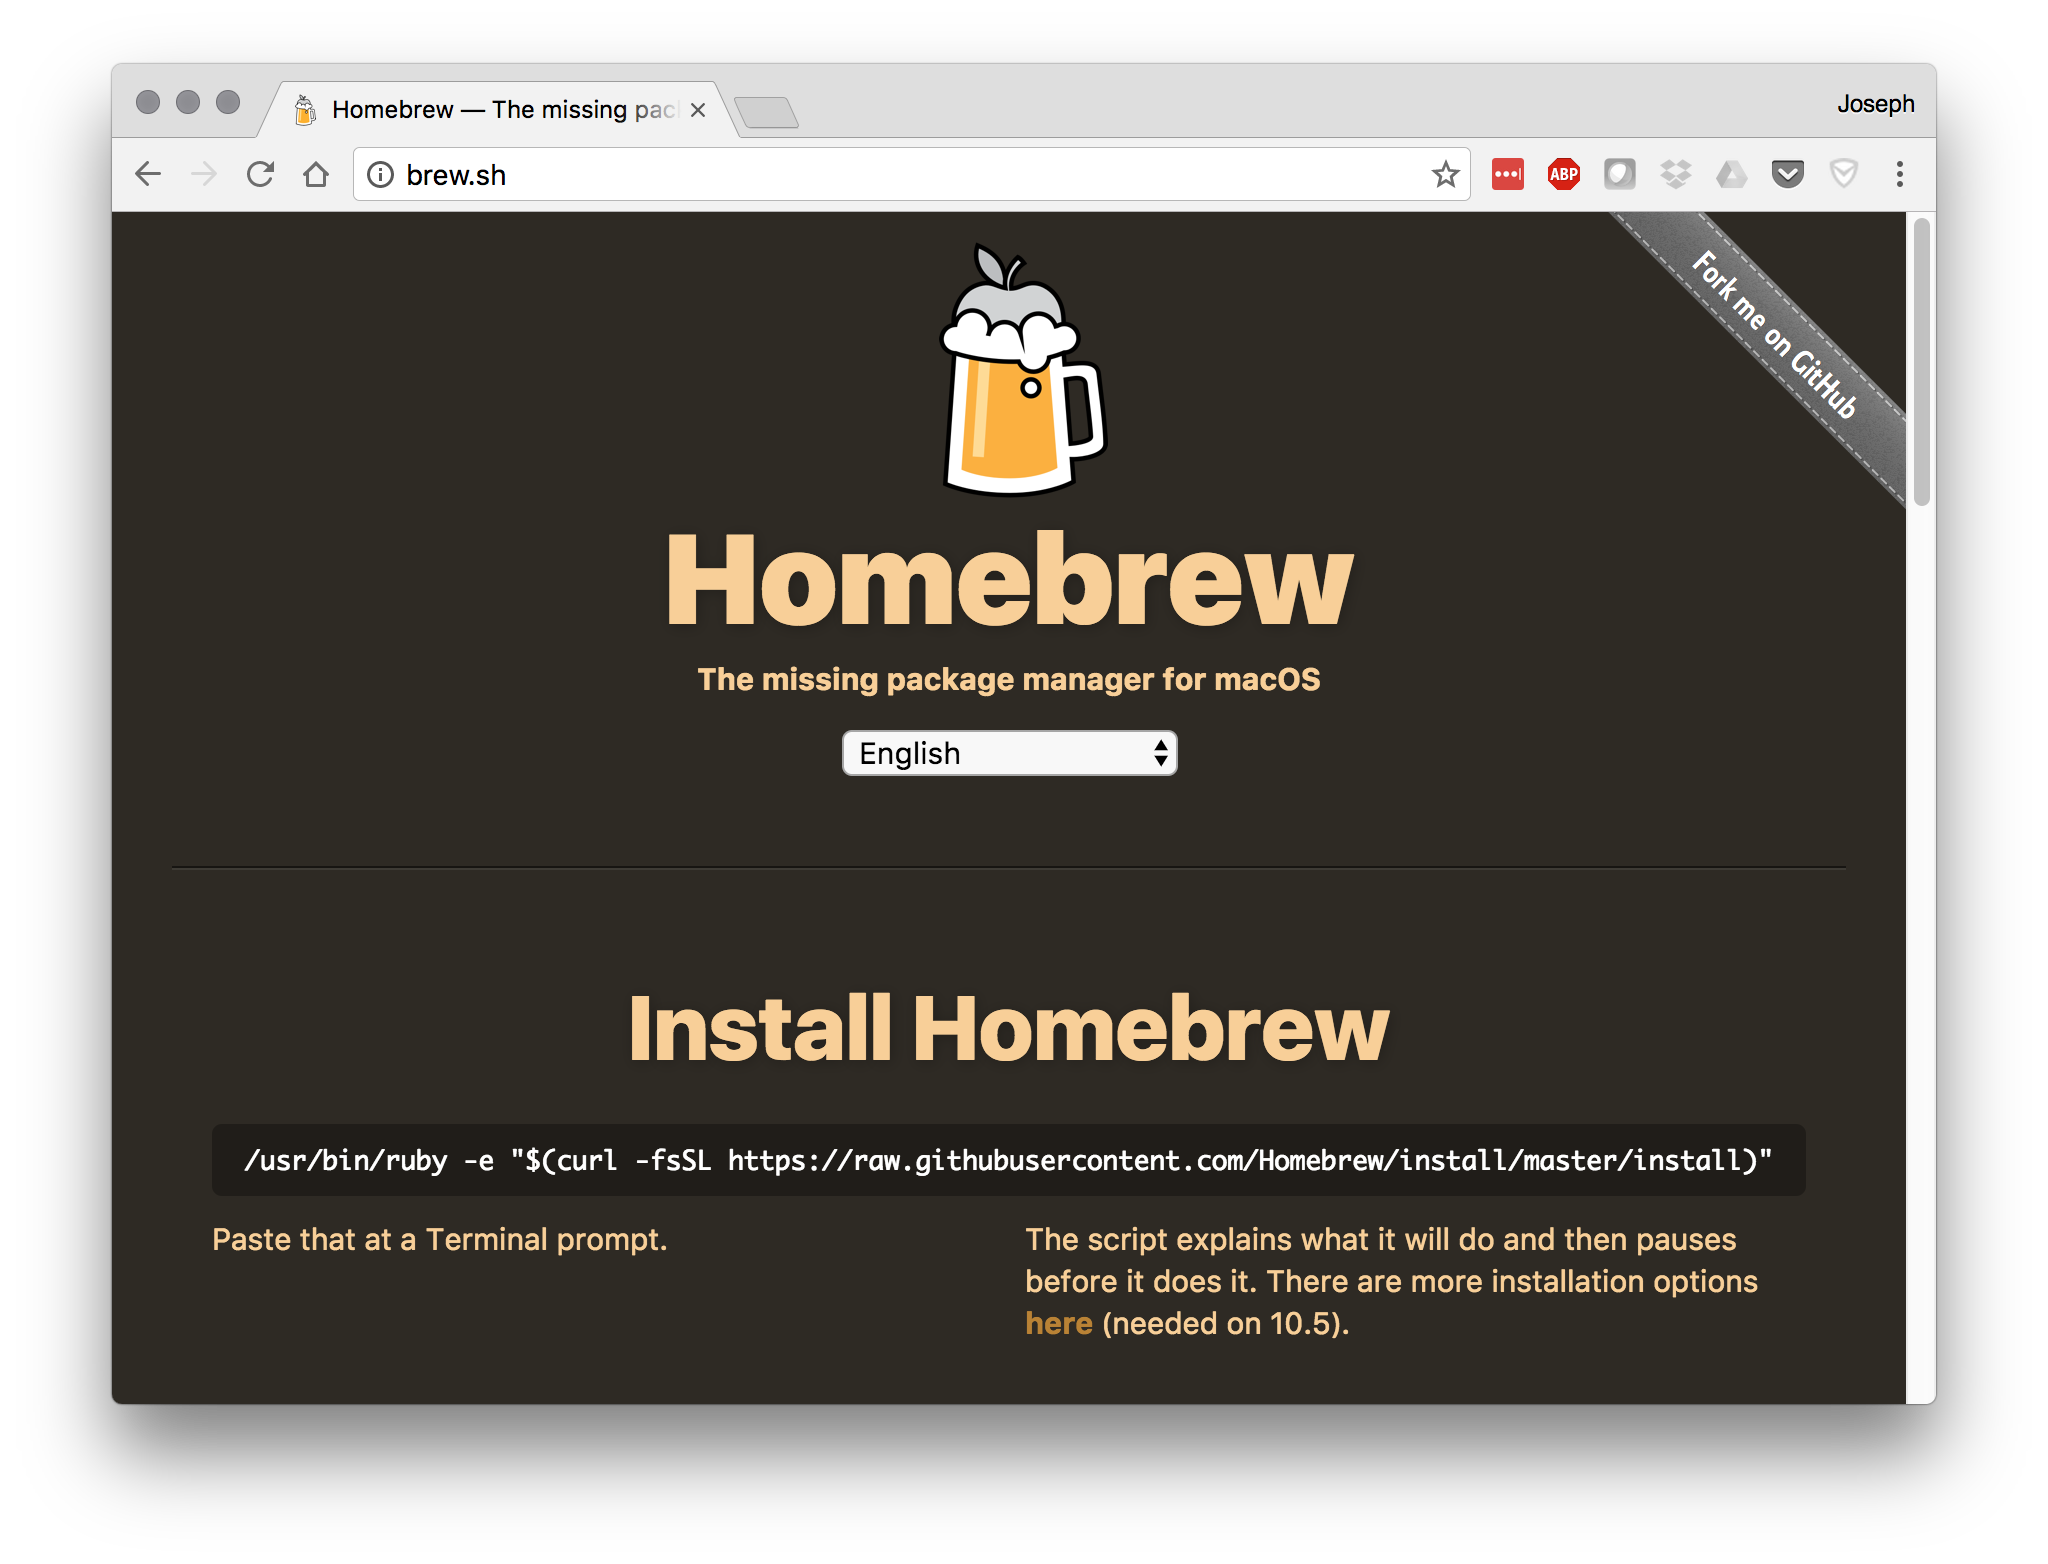 Homebrew — The missing pac
Joseph
brew.sh
ABP
Fork me on GitHub
Homebrew
The missing package manager for macOS
English
Install Homebrew
/usr/bin/ruby -e "$(curl -fsSL https://raw.githubusercontent.com/Homebrew/install/master/install)"
Paste that at a Terminal prompt.
The script explains what it will do and then pauses
before it does it. There are more installation options
here (needed on 10.5).